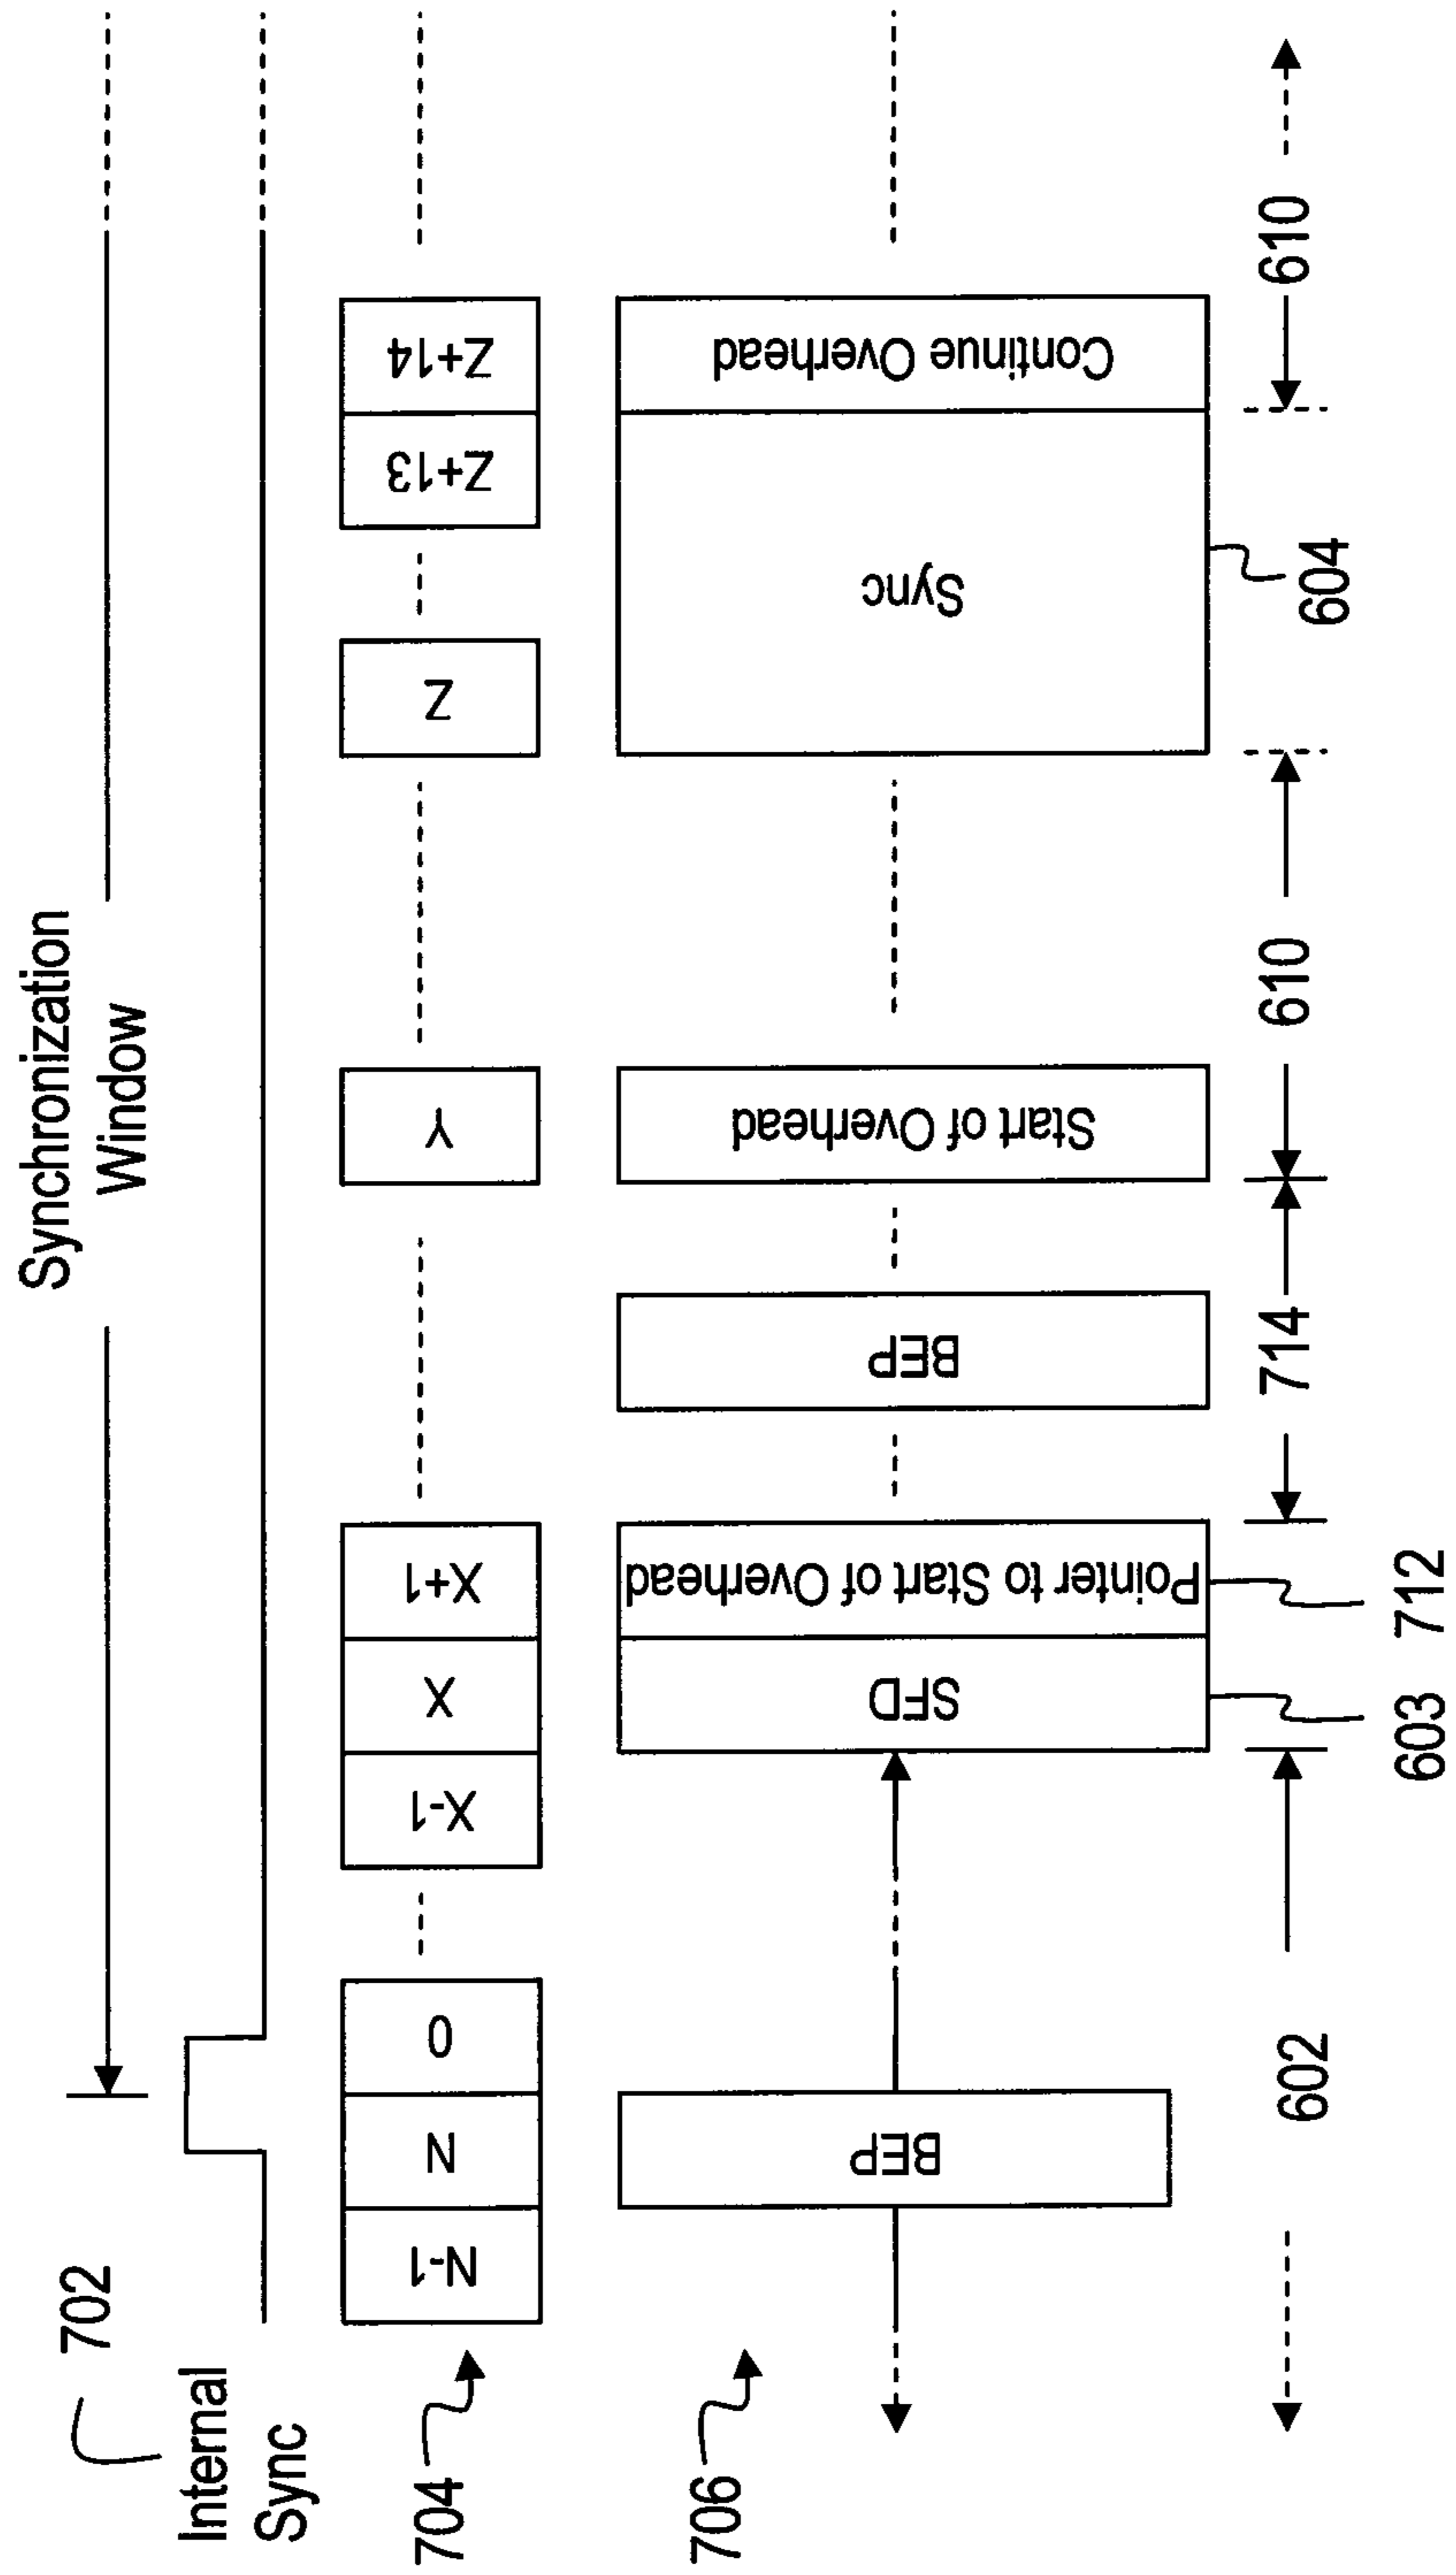 Synchronization
Window
702
Internal
Sync
704
N-1
N
0
X-1
X
X+1
Y
Z
Z+13
Z+14
706
BEP
SFD
Pointer to Start of Overhead
BEP
Start of Overhead
Sync
Continue Overhead
602
714
610
610
603
712
604